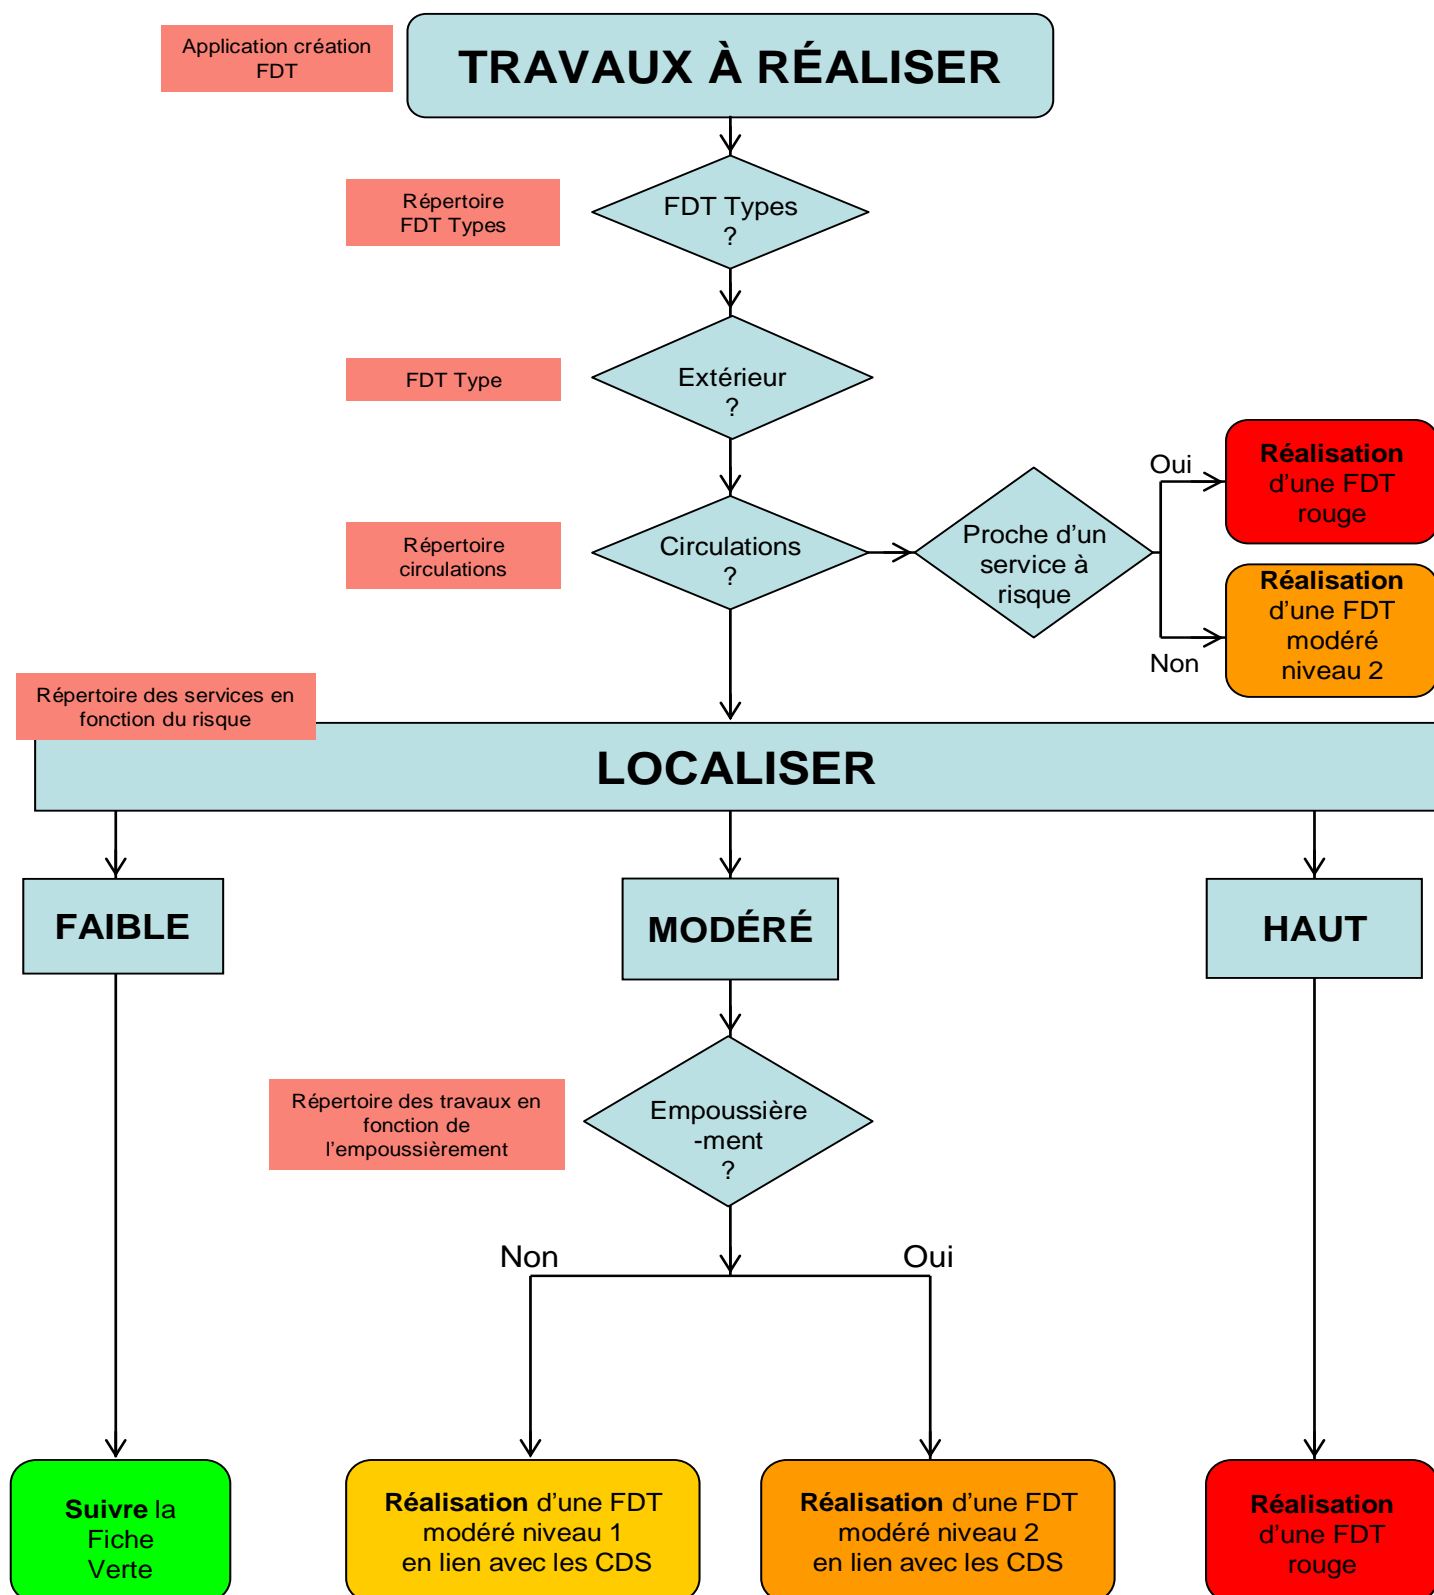 Application création
FDT
TRAVAUX À RÉALISER
Répertoire
FDT Types
FDT Types
?
FDT Type
Extérieur
?
Répertoire
circulations
Circulations
?
Proche d'un
service à
risque
Oui
Réalisation
d'une FDT
rouge
Non
Réalisation
d'une FDT
modéré
niveau 2
Répertoire des services en
fonction du risque
LOCALISER
FAIBLE
MODÉRÉ
HAUT
Répertoire des travaux en
fonction de
l'empoussièrement
Empoussière
-ment
?
Non
Oui
Suivre la
Fiche
Verte
Réalisation d'une FDT
modéré niveau 1
en lien avec les CDS
Réalisation d'une FDT
modéré niveau 2
en lien avec les CDS
Réalisation
d'une FDT
rouge